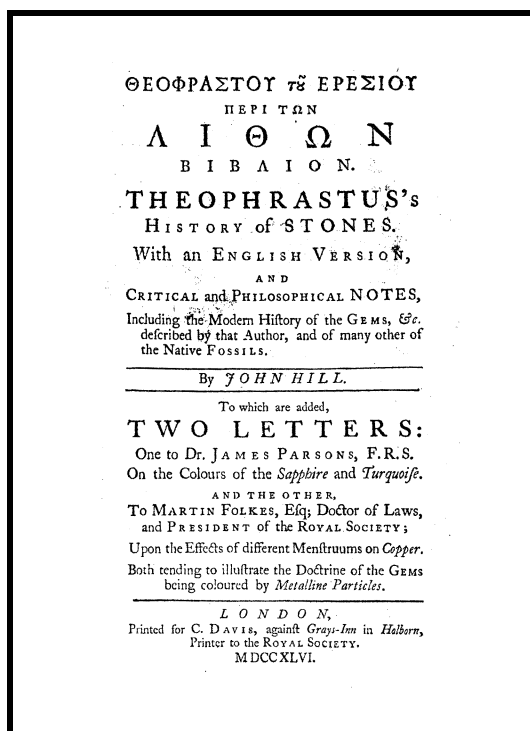 ΘΕΟΦΡΑΣΤΟΥ τȣ͂ ΕΡΕΣΙΟΥ
ΠΕΡΙ ΤΩΝ
ΛΙΘΩΝ
ΒΙΒΛΙΟΝ.
THEOPHRASTUS's
HISTORY of STONES.
With an ENGLISH VERSION,
AND
CRITICAL and PHILOSOPHICAL NOTES,
Including the Modern Hiſtory of the GEMS, &c.
deſcribed by that Author, and of many other of
the Native FOSSILS.
By JOHN HILL.
To which are added,
TWO LETTERS:
One to Dr. JAMES PARSONS, F.R.S.
On the Colours of the Sapphire and Turquoiſe.
AND THE OTHER,
To MARTIN FOLKES, Eſq; Doctor of Laws,
and PRESIDENT of the ROYAL SOCIETY;
Upon the Effects of different Menſtruums on Copper.
Both tending to illuſtrate the Doctrine of the GEMS
being coloured by Metalline Particles.
LONDON,
Printed for C. DAVIS, againſt Grays-Inn in Holborn,
Printer to the ROYAL SOCIETY.
MDCCXLVI.